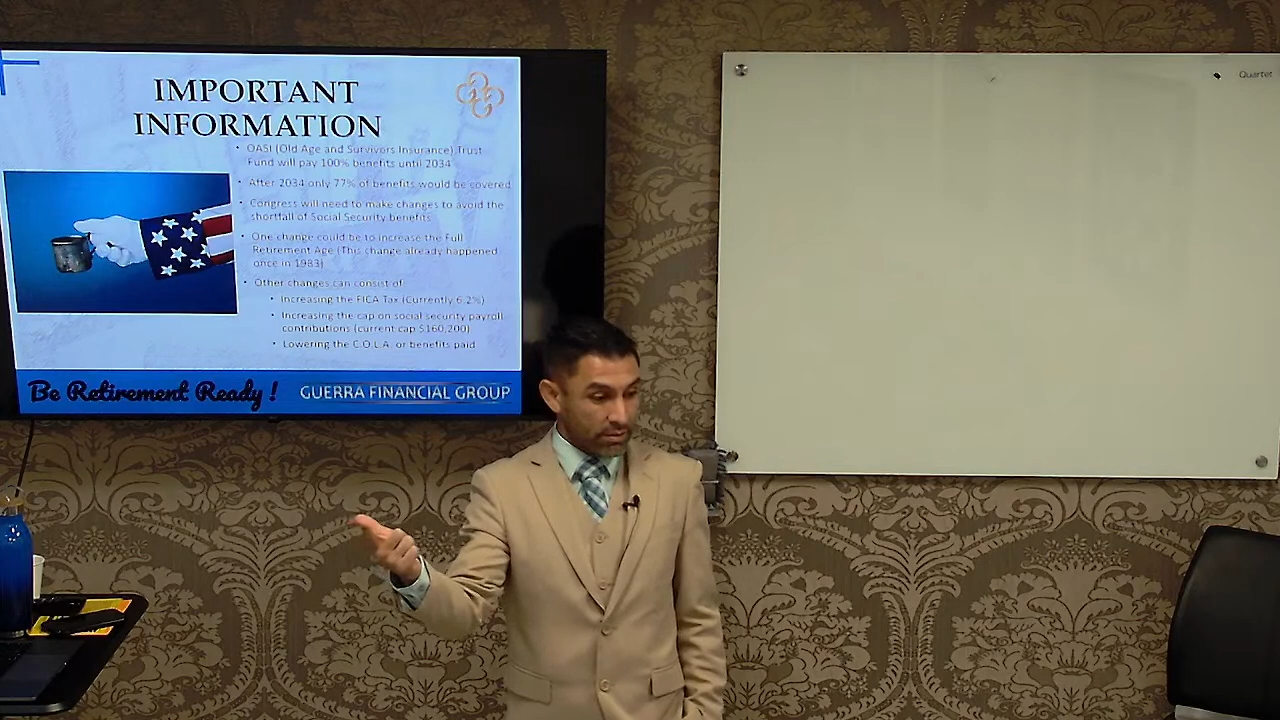 IMPORTANT
INFORMATION
• OASI (Old Age and Survivors Insurance) Trust
Fund will pay 100% benefits until 2034
• After 2034 only 77% of benefits would be covered
• Congress will need to make changes to avoid the
shortfall of Social Security benefits
• One change could be to increase the Full
Retirement Age (This change already happened
once in 1983)
• Other changes can consist of
• Increasing the FICA Tax (Currently 6.2%)
• Increasing the cap on social security payroll
contributions (current cap $160,200)
• Lowering the C.O.L.A. or benefits paid
Be Retirement Ready !
GUERRA FINANCIAL GROUP
Quartet